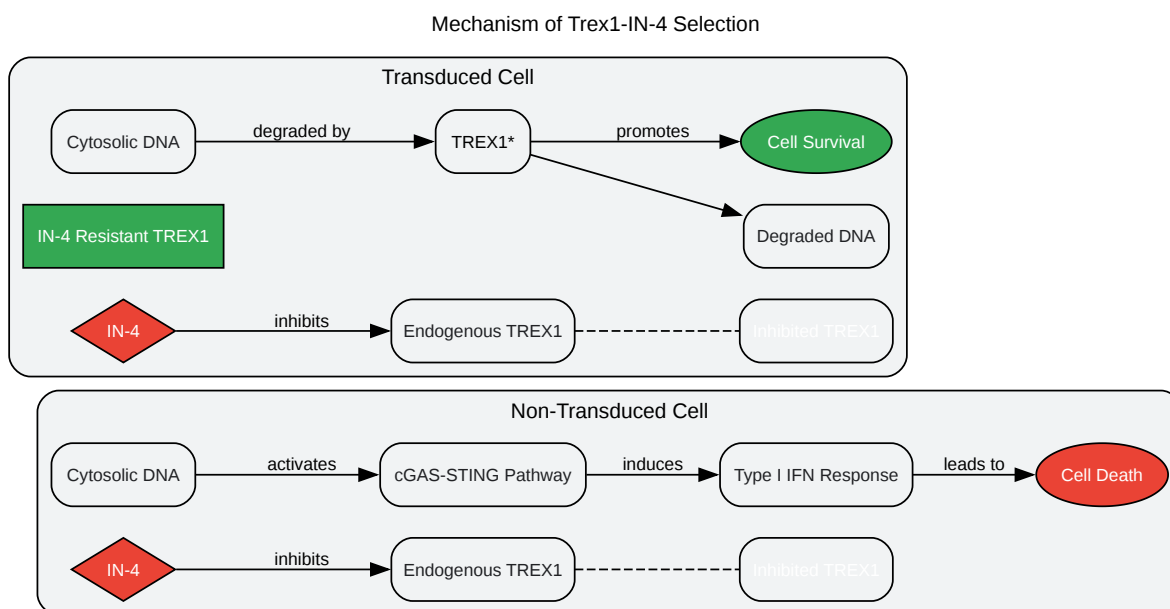 Mechanism of Trex1-IN-4 Selection
Transduced Cell
Cytosolic DNA
degraded by
TREX1*
promotes
Cell Survival
IN-4 Resistant TREX1
Degraded DNA
IN-4
inhibits
Endogenous TREX1
Inhibited TREX1
Non-Transduced Cell
Cytosolic DNA
activates
cGAS-STING Pathway
induces
Type I IFN Response
leads to
Cell Death
IN-4
inhibits
Endogenous TREX1
Inhibited TREX1